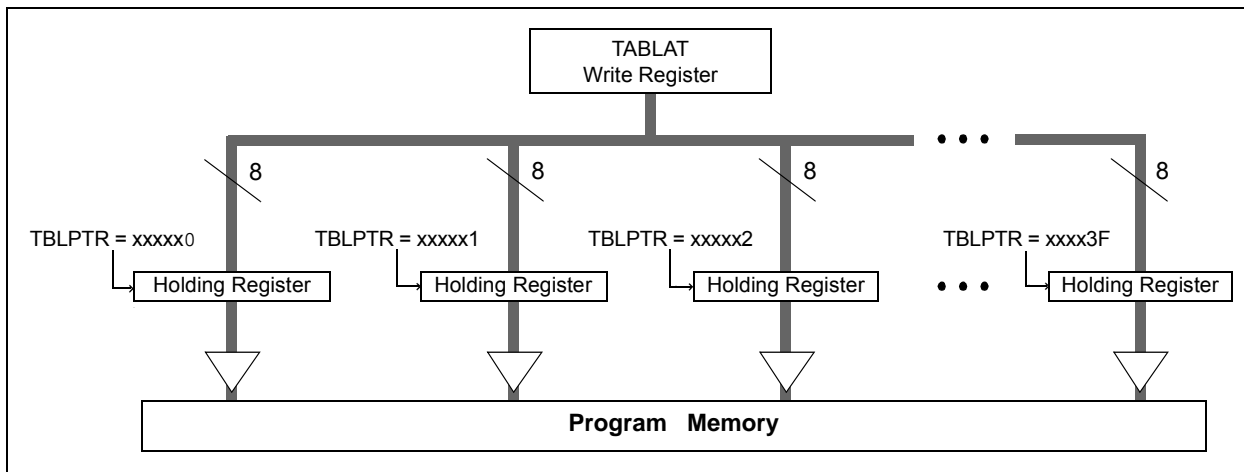 TABLAT
Write Register
8
8
8
8
TBLPTR = xxxxx0
TBLPTR = xxxxx1
TBLPTR = xxxxx2
TBLPTR = xxxx3F
Holding Register
Holding Register
Holding Register
Holding Register
Program Memory